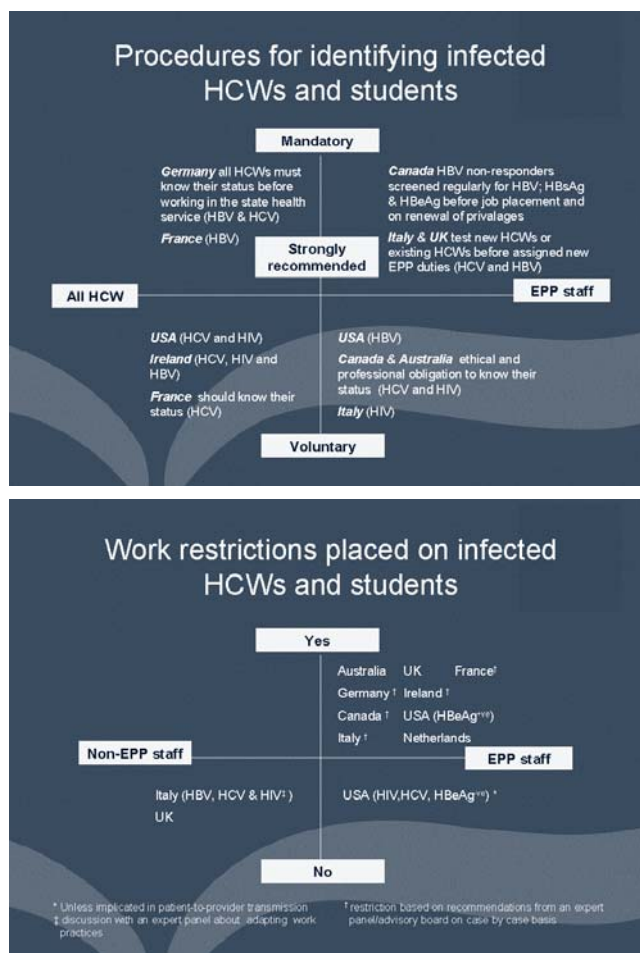 Procedures for identifying infected
HCWs and students
Mandatory
Germany all HCWs must
know their status before
working in the state health
service (HBV & HCV)
France (HBV)
Canada HBV non-responders
screened regularly for HBV; HBsAg
& HBeAg before job placement and
on renewal of privalages
Italy & UK test new HCWs or
existing HCWs before assigned new
EPP duties (HCV and HBV)
Strongly
recommended
All HCW
EPP staff
USA (HCV and HIV)
Ireland (HCV, HIV and
HBV)
France should know their
status (HCV)
USA (HBV)
Canada & Australia ethical and
professional obligation to know their
status (HCV and HIV)
Italy (HIV)
Voluntary
Work restrictions placed on infected
HCWs and students
Yes
Australia UK France†
Germany † Ireland †
Canada † USA (HBeAg+ve)
Italy † Netherlands
Non-EPP staff
EPP staff
Italy (HBV, HCV & HIV‡ )
UK
USA (HIV,HCV, HBeAg-ve) *
No
* Unless implicated in patient-to-provider transmission
‡ discussion with an expert panel about adapting work
practices
† restriction based on recommendations from an expert
panel/advisory board on case by case basis